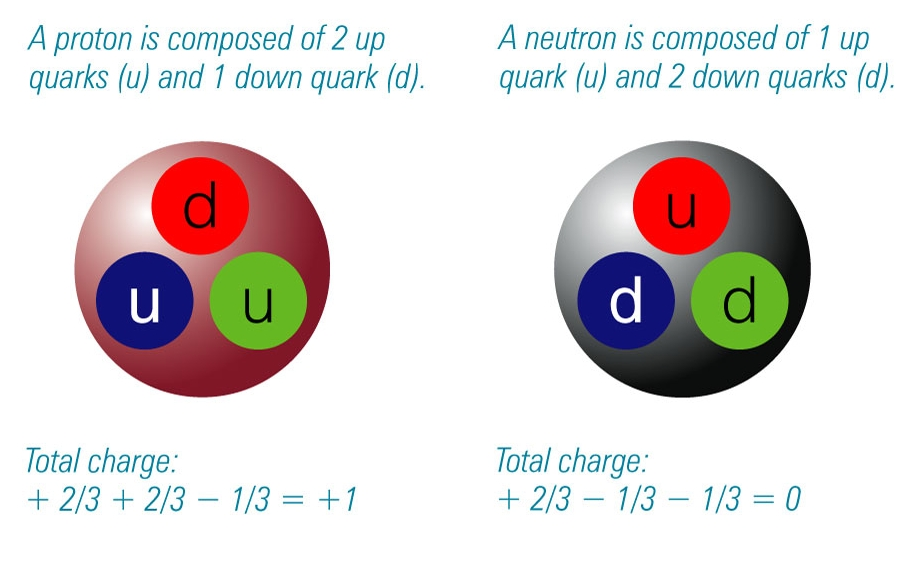 A proton is composed of 2 up
quarks (u) and 1 down quark (d).
d
u
u
Total charge:
+ 2/3 + 2/3 − 1/3 = +1
A neutron is composed of 1 up
quark (u) and 2 down quarks (d).
u
d
d
Total charge:
+ 2/3 − 1/3 − 1/3 = 0